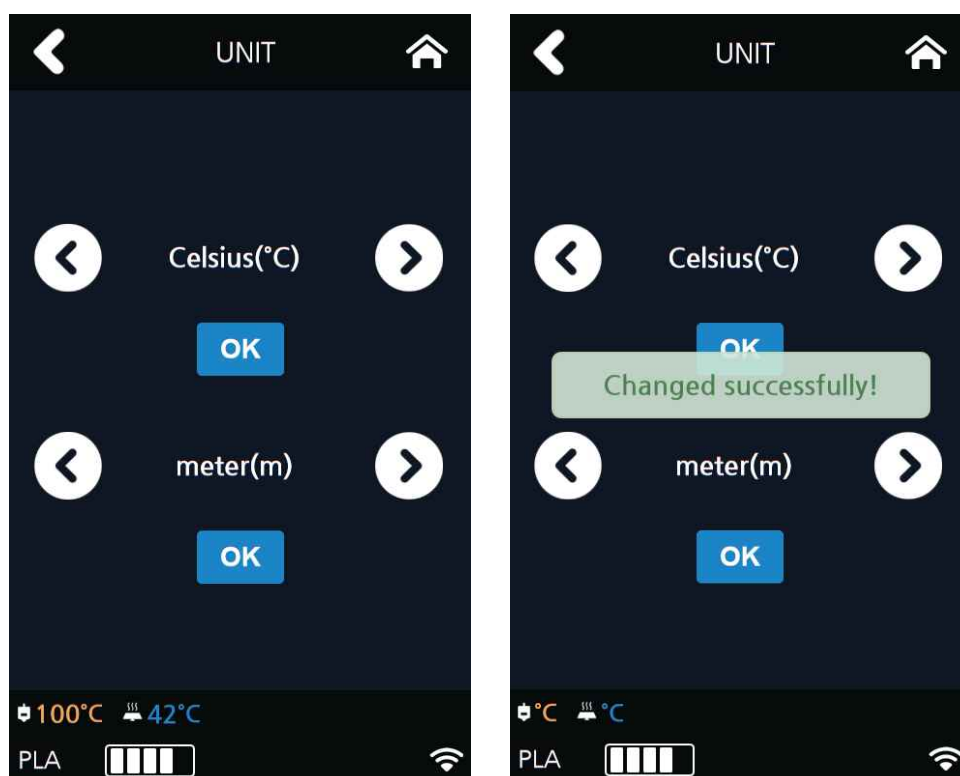 UNIT
Celsius(°C)
OK
meter(m)
OK
100°C 42°C
PLA
UNIT
Celsius(°C)
OK
Changed successfully!
meter(m)
OK
°C °C
PLA